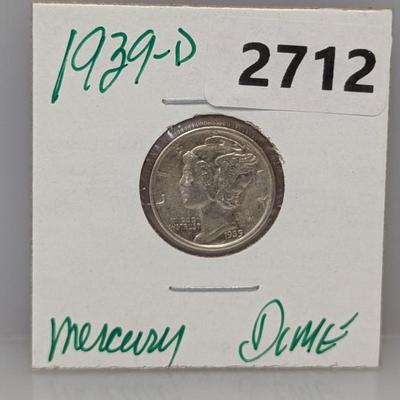 1939-D
2712
LIBERTY
IN GOD
WE TRUST
1939
mercury Dime